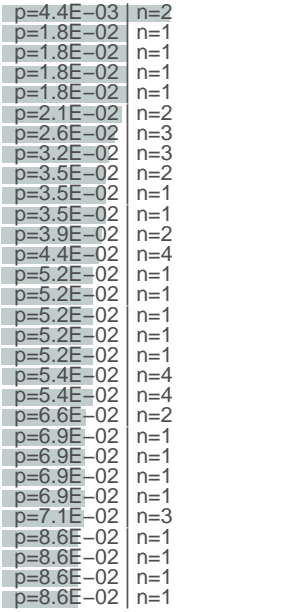 p=4.4E−03 | n=2
p=1.8E−02 | n=1
p=1.8E−02 | n=1
p=1.8E−02 | n=1
p=1.8E−02 | n=1
p=2.1E−02 | n=2
p=2.6E−02 | n=3
p=3.2E−02 | n=3
p=3.5E−02 | n=2
p=3.5E−02 | n=1
p=3.5E−02 | n=1
p=3.9E−02 | n=2
p=4.4E−02 | n=4
p=5.2E−02 | n=1
p=5.2E−02 | n=1
p=5.2E−02 | n=1
p=5.2E−02 | n=1
p=5.2E−02 | n=1
p=5.4E−02 | n=4
p=5.4E−02 | n=4
p=6.6E−02 | n=2
p=6.9E−02 | n=1
p=6.9E−02 | n=1
p=6.9E−02 | n=1
p=6.9E−02 | n=1
p=7.1E−02 | n=3
p=8.6E−02 | n=1
p=8.6E−02 | n=1
p=8.6E−02 | n=1
p=8.6E−02 | n=1